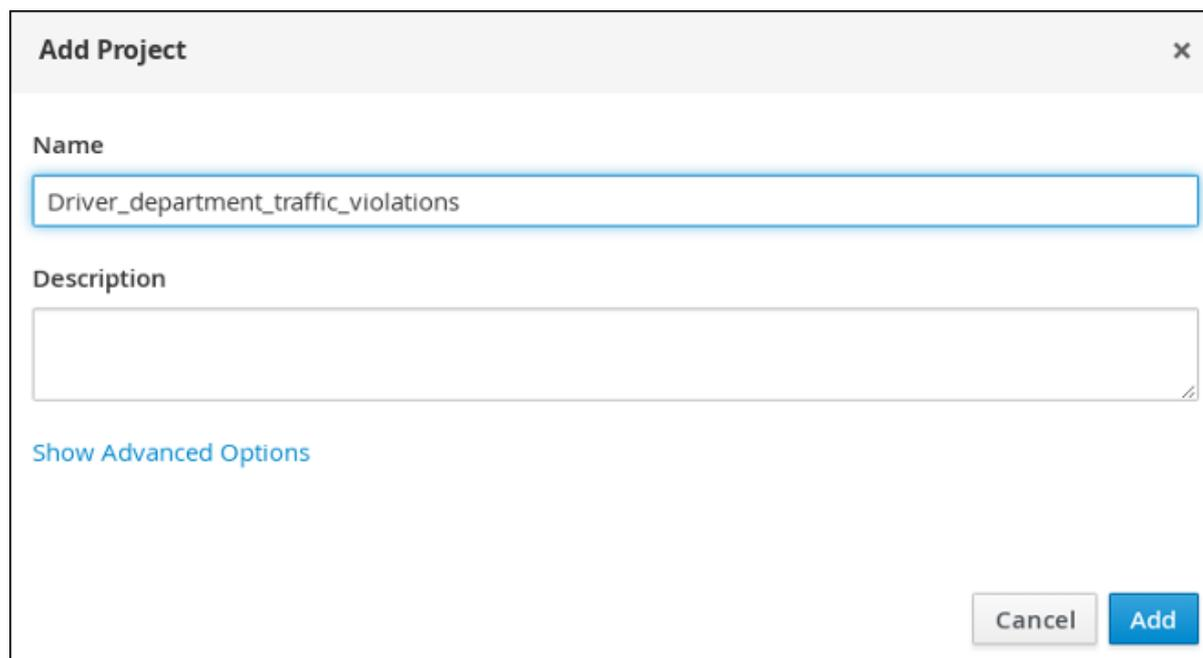 Add Project
Name
Driver_department_traffic_violations
Description
Show Advanced Options
Cancel Add